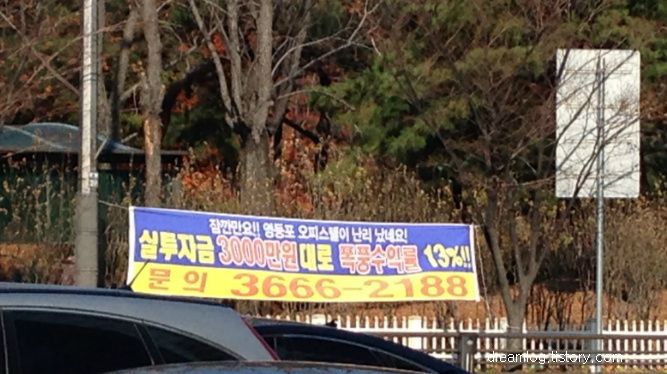 잠깐만요!! 영등포 오피스텔이 난리 났네요!
실투자금 3000만원대로 폭풍수익률 13%!!
문의 3666-2188
dreamlog.tistory.com